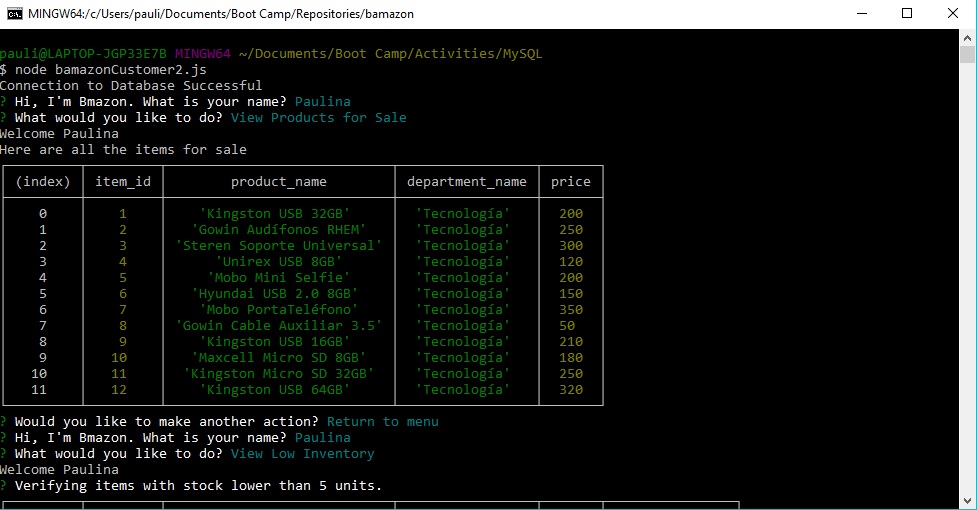 MINGW64:/c/Users/pauli/Documents/Boot Camp/Repositories/bamazon
pauli@LAPTOP-JGP33E7B MINGW64 ~/Documents/Boot Camp/Activities/MySQL
$ node bamazonCustomer2.js
Connection to Database Successful
? Hi, I'm Bmazon. What is your name? Paulina
? What would you like to do? View Products for Sale
Welcome Paulina
Here are all the items for sale
(index) item_id product_name department_name price
0 1 'Kingston USB 32GB' 'Tecnología' 200
1 2 'Gowin Audífonos RHEM' 'Tecnología' 250
2 3 'Steren Soporte Universal' 'Tecnología' 300
3 4 'Unirex USB 8GB' 'Tecnología' 120
4 5 'Mobo Mini Selfie' 'Tecnología' 200
5 6 'Hyundai USB 2.0 8GB' 'Tecnología' 150
6 7 'Mobo PortaTeléfono' 'Tecnología' 350
7 8 'Gowin Cable Auxiliar 3.5' 'Tecnología' 50
8 9 'Kingston USB 16GB' 'Tecnología' 210
9 10 'Maxcell Micro SD 8GB' 'Tecnología' 180
10 11 'Kingston Micro SD 32GB' 'Tecnología' 250
11 12 'Kingston USB 64GB' 'Tecnología' 320
? Would you like to make another action? Return to menu
? Hi, I'm Bmazon. What is your name? Paulina
? What would you like to do? View Low Inventory
Welcome Paulina
? Verifying items with stock lower than 5 units.